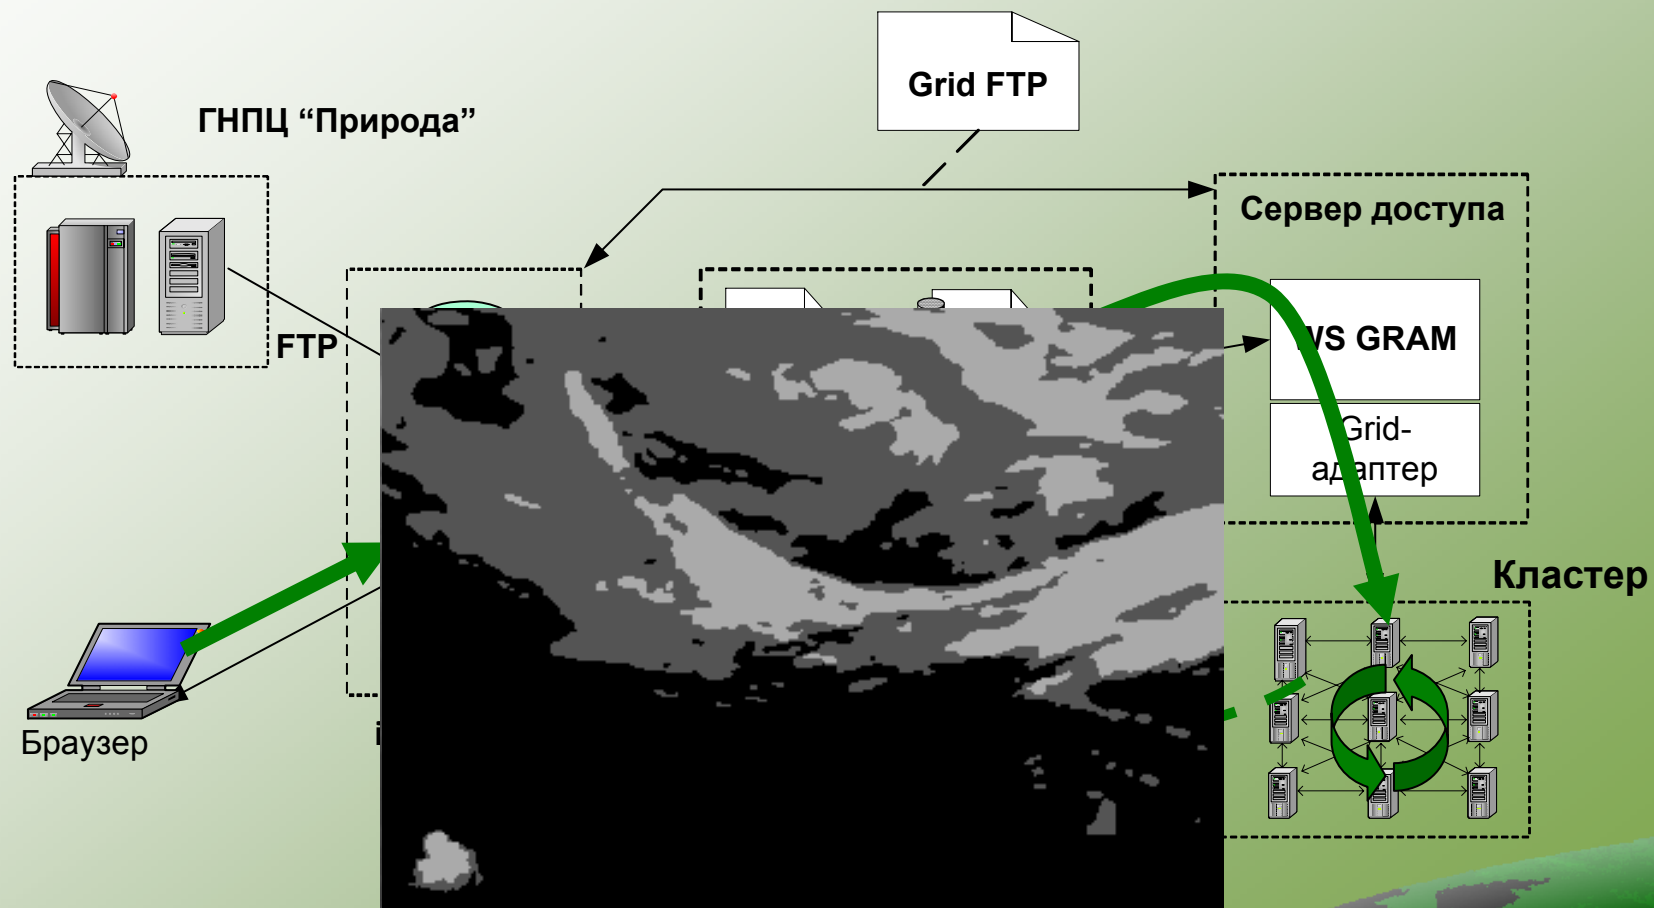 Grid FTP
ГНПЦ “Природа”
Сервер доступа
FTP
WS GRAM
Grid-
адаптер
Кластер
Браузер